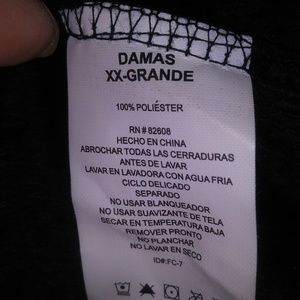 DAMAS
XX-GRANDE
100% POLIÉSTER
RN # 82608
HECHO EN CHINA
ABROCHAR TODAS LAS CERRADURAS
ANTES DE LAVAR
LAVAR EN LAVADORA CON AGUA FRIA
CICLO DELICADO
SEPARADO
NO USAR BLANQUEADOR
NO USAR SUAVIZANTE DE TELA
SECAR EN TEMPERATURA BAJA
REMOVER PRONTO
NO PLANCHAR
NO LAVAR EN SECO
ID#:FC-7